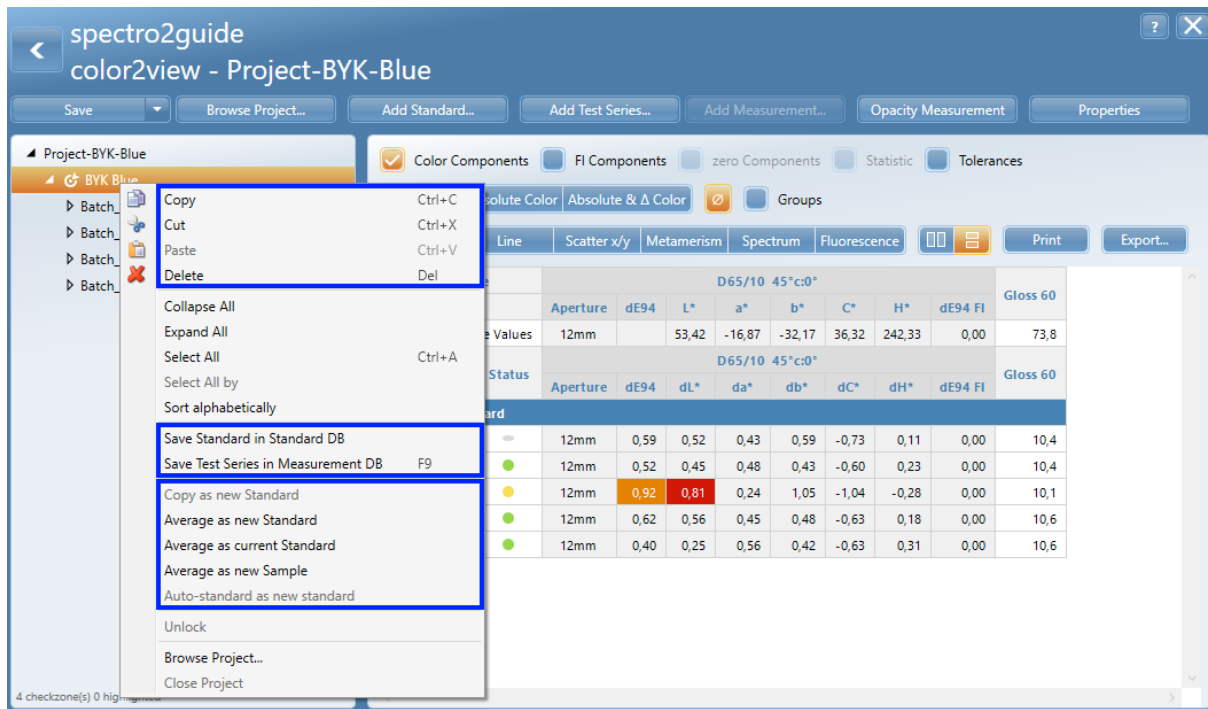 spectro2guide
color2view - Project-BYK-Blue
?
Save Browse Project... Add Standard... Add Test Series... Add Measurement... Opacity Measurement Properties
Project-BYK-Blue
BYK Blue
Batch_
Batch_
Batch_
Batch_
Copy Ctrl+C
Cut Ctrl+X
Paste Ctrl+V
Delete Del
Collapse All
Expand All
Select All Ctrl+A
Select All by
Sort alphabetically
Save Standard in Standard DB
Save Test Series in Measurement DB F9
Copy as new Standard
Average as new Standard
Average as current Standard
Average as new Sample
Auto-standard as new standard
Unlock
Browse Project...
Close Project
4 checkzone(s) 0 highlighted
Color Components FI Components zero Components Statistic Tolerances
solute Color Absolute & Δ Color Ø Groups
Line Scatter x/y Metamerism Spectrum Fluorescence Print Export...
D65/10 45°c:0° Gloss 60
Aperture dE94 L* a* b* C* H* dE94 FI
e Values 12mm 53,42 -16,87 -32,17 36,32 242,33 0,00 73,8
Status D65/10 45°c:0° Gloss 60
Aperture dE94 dL* da* db* dC* dH* dE94 FI
ard
12mm 0,59 0,52 0,43 0,59 -0,73 0,11 0,00 10,4
12mm 0,52 0,45 0,48 0,43 -0,60 0,23 0,00 10,4
12mm 0,92 0,81 0,24 1,05 -1,04 -0,28 0,00 10,1
12mm 0,62 0,56 0,45 0,48 -0,63 0,18 0,00 10,6
12mm 0,40 0,25 0,56 0,42 -0,63 0,31 0,00 10,6